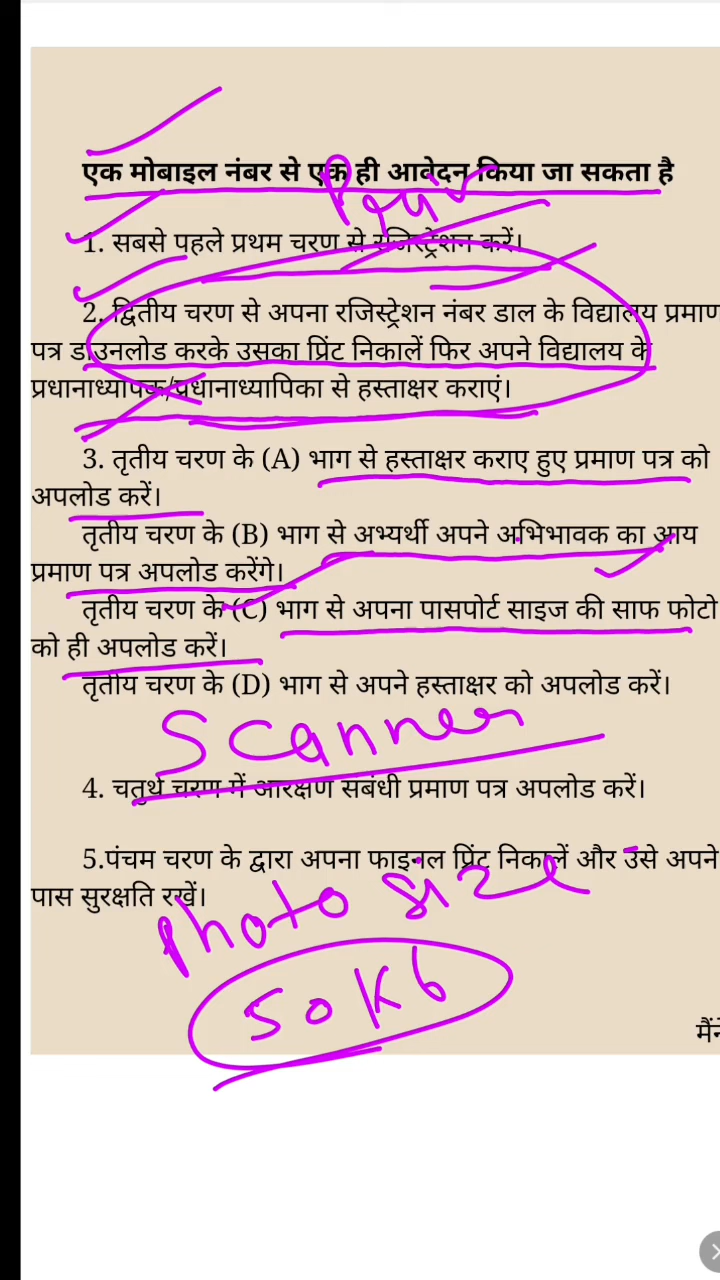 एक मोबाइल नंबर से एक ही आवेदन किया जा सकता है
1. सबसे पहले प्रथम चरण से रजिस्ट्रेशन करें।
2. द्वितीय चरण से अपना रजिस्ट्रेशन नंबर डाल के विद्यालय प्रमाण
पत्र डाउनलोड करके उसका प्रिंट निकालें फिर अपने विद्यालय के
प्रधानाध्यापक/प्रधानाध्यापिका से हस्ताक्षर कराएं।
3. तृतीय चरण के (A) भाग से हस्ताक्षर कराए हुए प्रमाण पत्र को
अपलोड करें।
तृतीय चरण के (B) भाग से अभ्यर्थी अपने अभिभावक का आय
प्रमाण पत्र अपलोड करेंगे।
तृतीय चरण के (C) भाग से अपना पासपोर्ट साइज की साफ फोटो
को ही अपलोड करें।
तृतीय चरण के (D) भाग से अपने हस्ताक्षर को अपलोड करें।
Scanner
4. चतुर्थ चरण में आरक्षण सबंधी प्रमाण पत्र अपलोड करें।
5.पंचम चरण के द्वारा अपना फाइनल प्रिंट निकालें और उसे अपने
पास सुरक्षति रखें।
Photo size
50Kb
मैंने